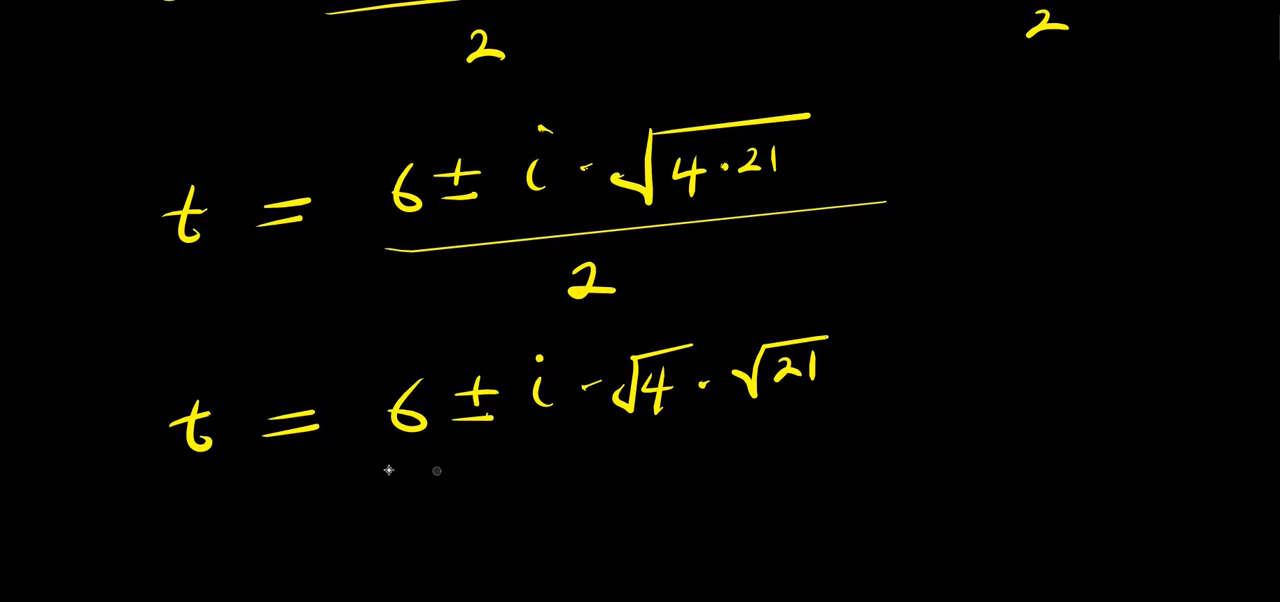 2 2
t = 6 ± i · √4 · 21
2
t = 6 ± i · √4 · √21